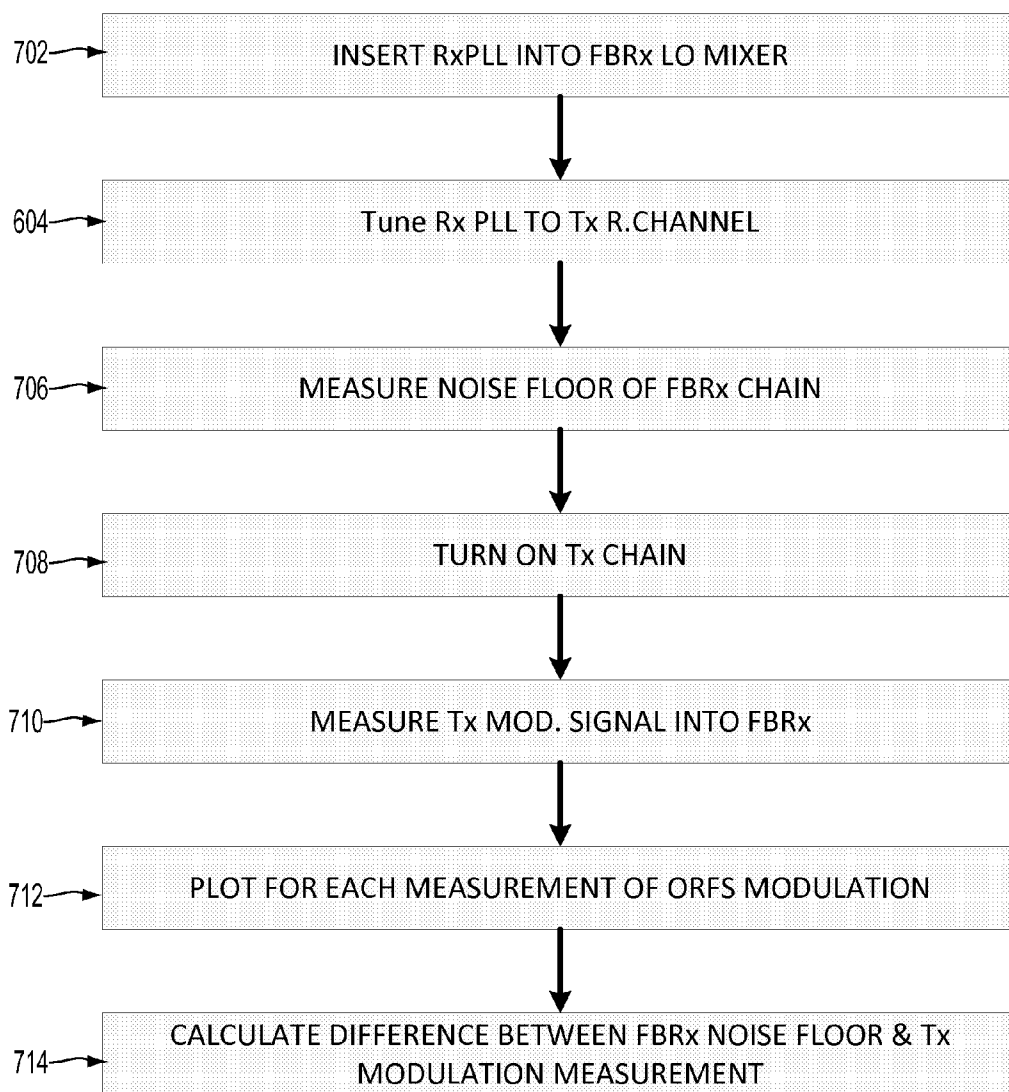 702
INSERT RxPLL INTO FBRx LO MIXER
604
Tune Rx PLL TO Tx R.CHANNEL
706
MEASURE NOISE FLOOR OF FBRx CHAIN
708
TURN ON Tx CHAIN
710
MEASURE Tx MOD. SIGNAL INTO FBRx
712
PLOT FOR EACH MEASUREMENT OF ORFS MODULATION
714
CALCULATE DIFFERENCE BETWEEN FBRx NOISE FLOOR & Tx
MODULATION MEASUREMENT